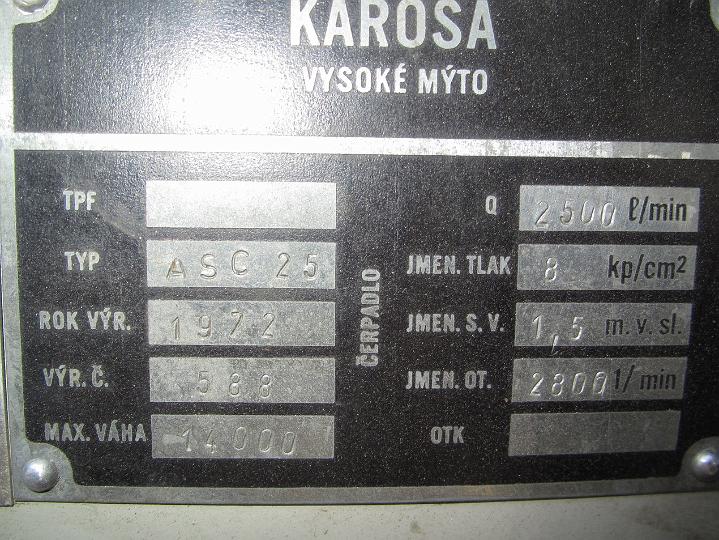 KAROSA
VYSOKÉ MÝTO
TPF
TYP ASC 25
ROK VÝR. 1972
VÝR. Č. 588
MAX. VÁHA 14000
ČERPADLO
Q 2500 l/min
JMEN. TLAK 8 kp/cm²
JMEN. S. V. 1,5 m. v. sl.
JMEN. OT. 2800 1/min
OTK